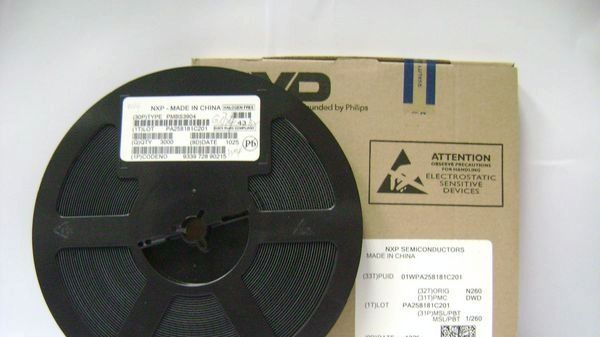 NXP - MADE IN CHINA HALOGEN FREE
(30P)TYPE PMBS3904
(1T)LOT PA258181C201 43
(Q)QTY 3000 (9D)DATE 1025
(1P)CODENO 9339 728 90215
Pb
NXP
founded by Philips
ATTENTION
OBSERVE PRECAUTIONS
FOR HANDLING
ELECTROSTATIC
SENSITIVE
DEVICES
NXP SEMICONDUCTORS
MADE IN CHINA
(33T)PUID 01WPA258181C201
(32T)ORIG N260
(31T)PMC DWD
(1T)LOT PA258181C201
(31P)MSL/PBT
MSL/PBT 1/260